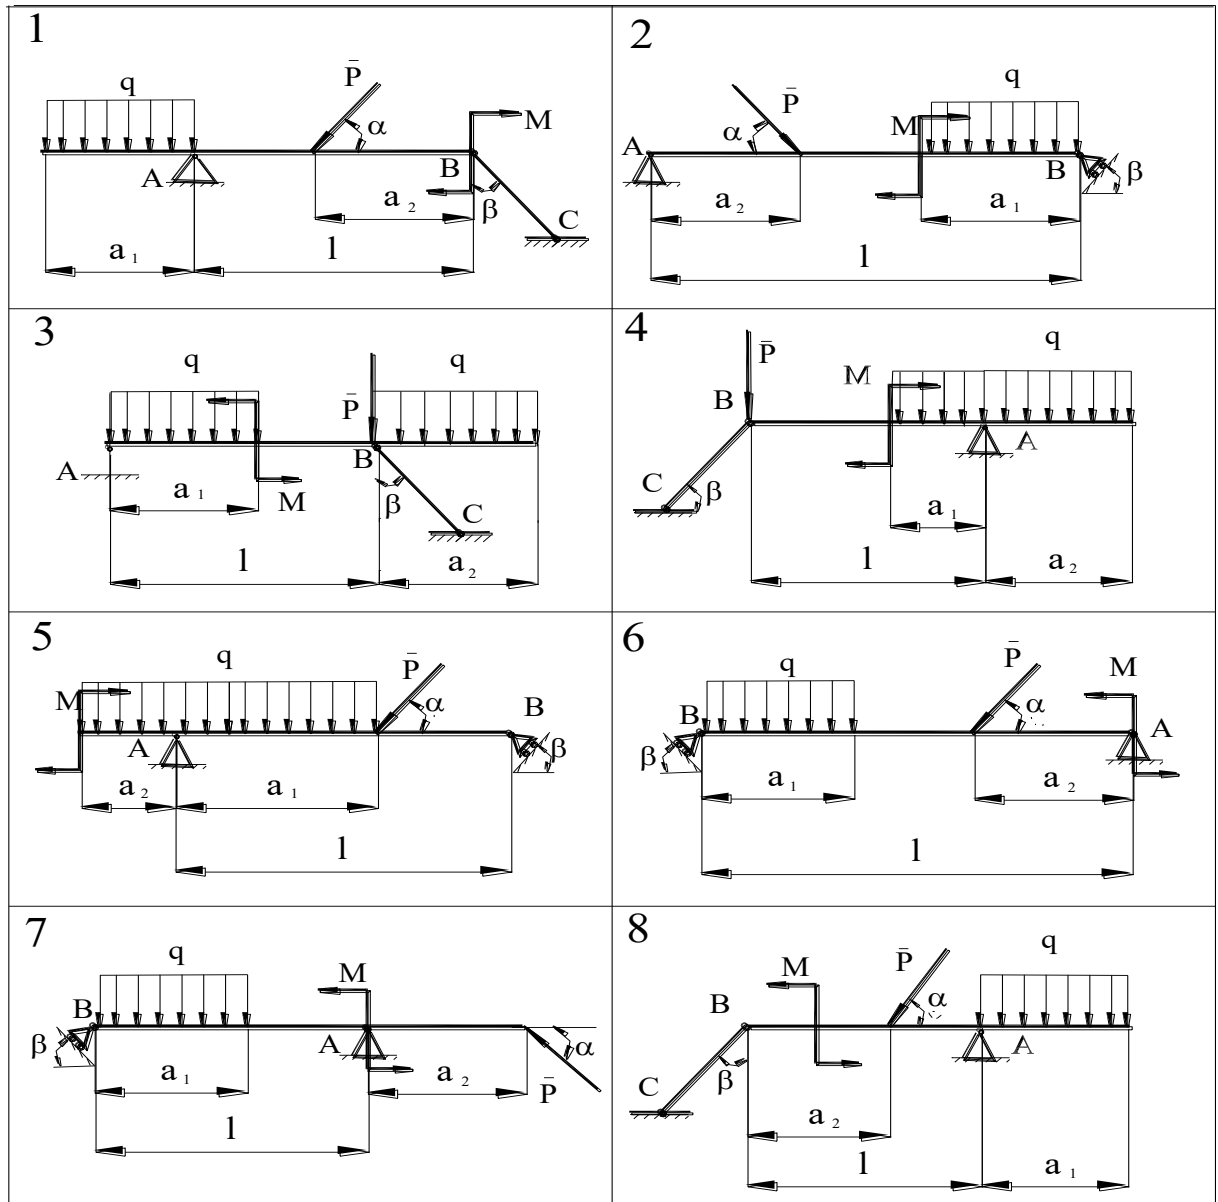 1
q
P̄
α
M
A
B
a₂
β
C
a₁
l
2
q
P̄
M
A
α
B
β
a₂
a₁
l
3
q
q
P̄
B
A
β
a₁
M
C
l
a₂
4
q
P̄
M
B
A
C
β
a₁
l
a₂
5
q
P̄
M
α
B
A
β
a₂
a₁
l
6
q
P̄
M
B
α
A
β
a₁
a₂
l
7
q
M
B
A
β
α
a₁
a₂
P̄
l
8
q
P̄
M
B
α
A
β
C
a₂
l
a₁